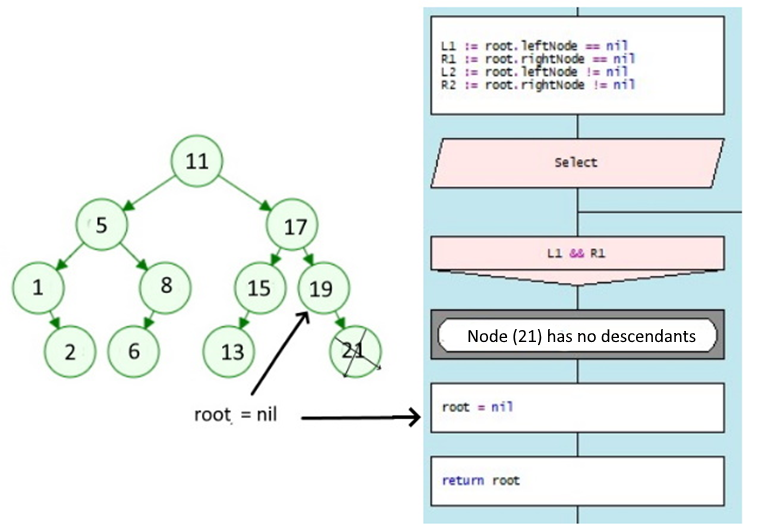 L1 := root.leftNode == nil
R1 := root.rightNode == nil
L2 := root.leftNode != nil
R2 := root.rightNode != nil
Select
L1 && R1
Node (21) has no descendants
root = nil
return root
11
5
17
1
8
15
19
2
6
13
21
root = nil